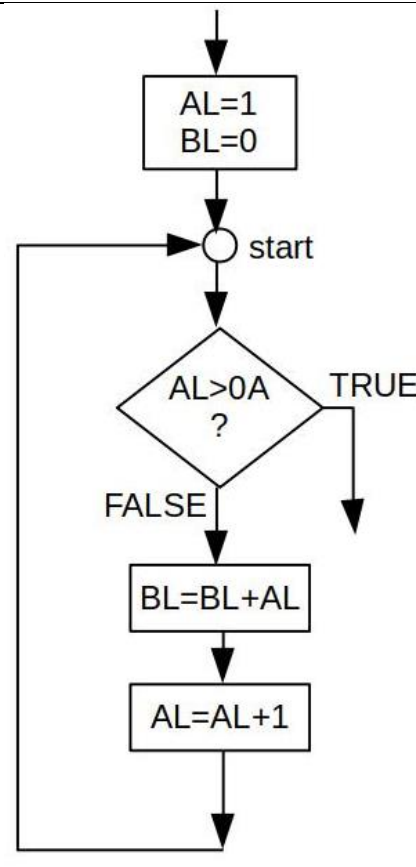 AL=1
BL=0
start
AL>0A
?
TRUE
FALSE
BL=BL+AL
AL=AL+1